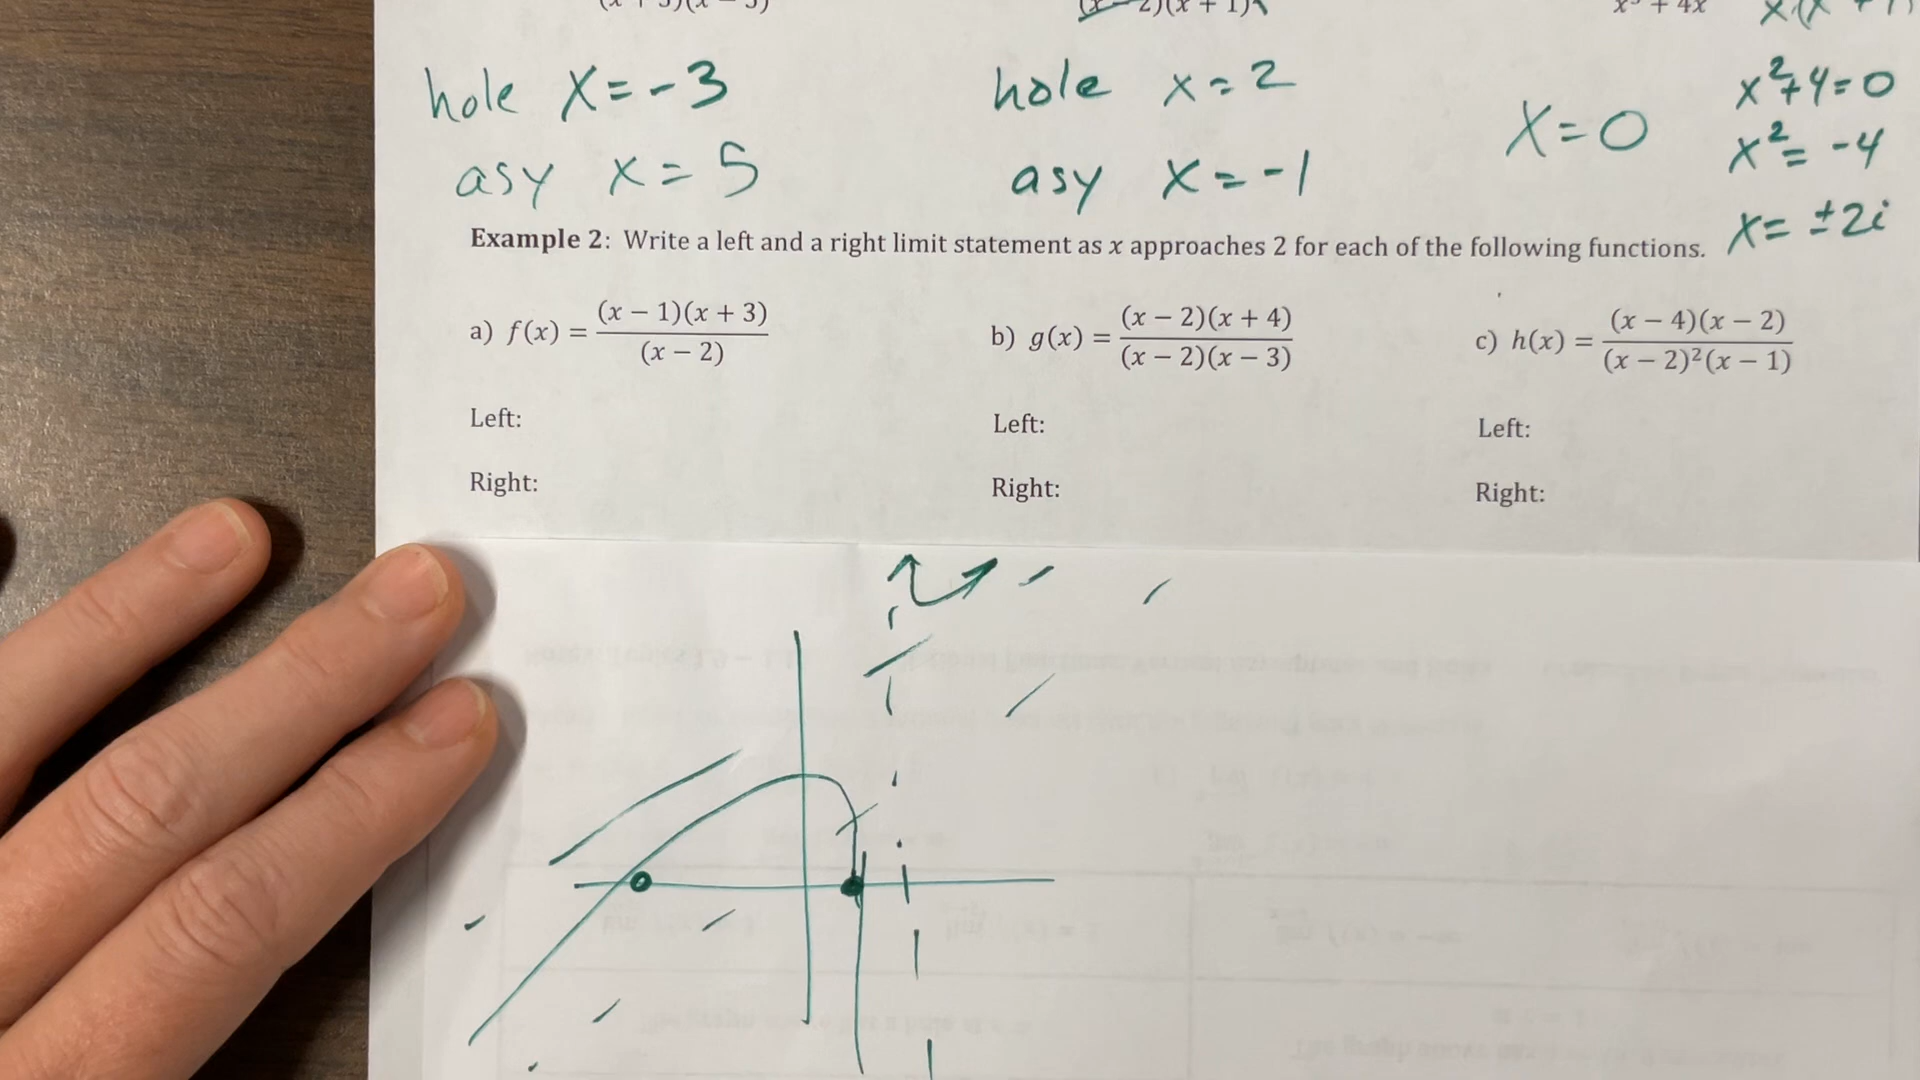 hole x = -3
asy x = 5
hole x = 2
asy x = -1
x = 0
x² + 4 = 0
x² = -4
x = ±2i
Example 2: Write a left and a right limit statement as x approaches 2 for each of the following functions.
a) f(x) = (x − 1)(x + 3) / (x − 2)
b) g(x) = (x − 2)(x + 4) / (x − 2)(x − 3)
c) h(x) = (x − 4)(x − 2) / (x − 2)²(x − 1)
Left:
Left:
Left:
Right:
Right:
Right: